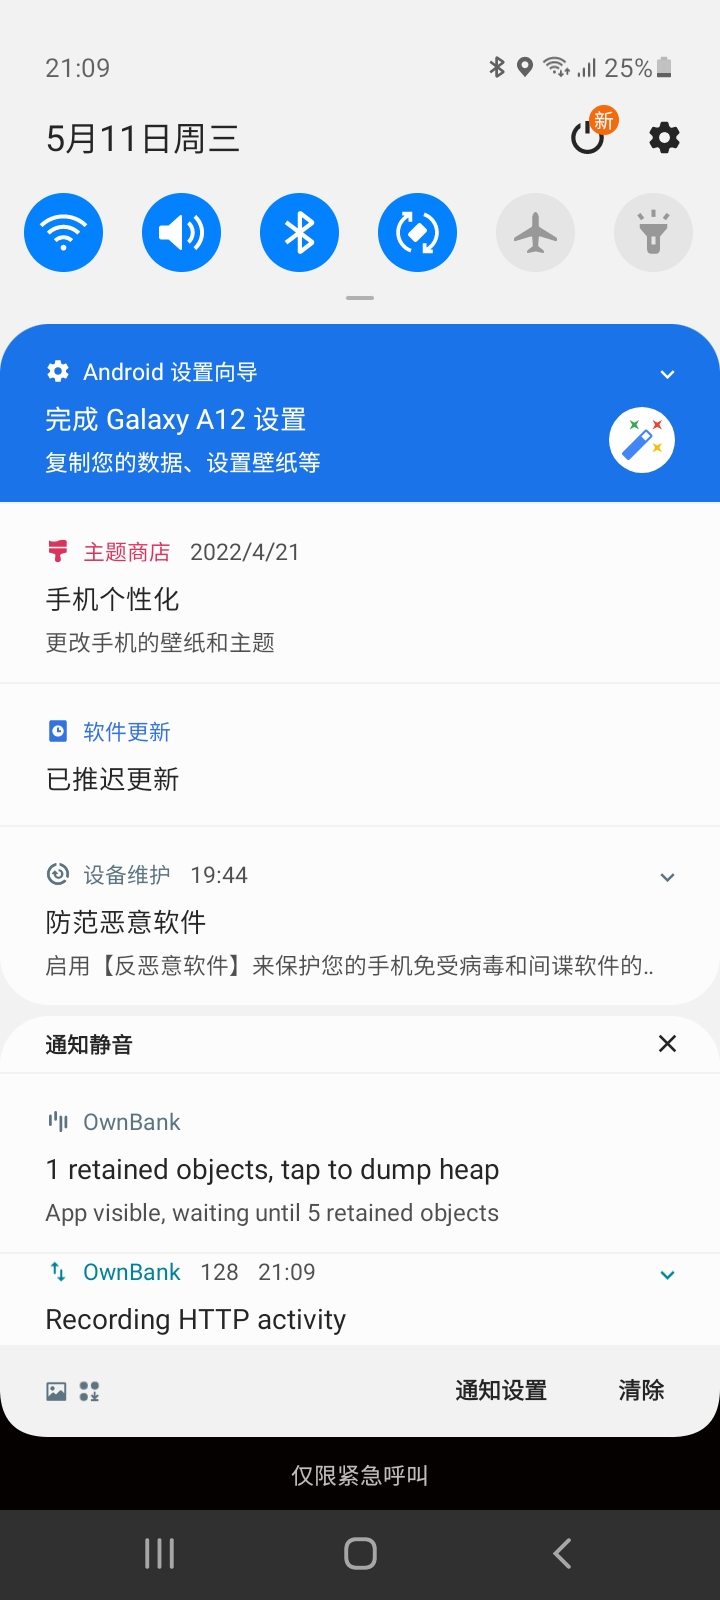 21:09
25%
5月11日周三
新
Android 设置向导
完成 Galaxy A12 设置
复制您的数据、设置壁纸等
主题商店 2022/4/21
手机个性化
更改手机的壁纸和主题
软件更新
已推迟更新
设备维护 19:44
防范恶意软件
启用【反恶意软件】来保护您的手机免受病毒和间谍软件的..
通知静音
OwnBank
1 retained objects, tap to dump heap
App visible, waiting until 5 retained objects
OwnBank 128 21:09
Recording HTTP activity
通知设置 清除
仅限紧急呼叫